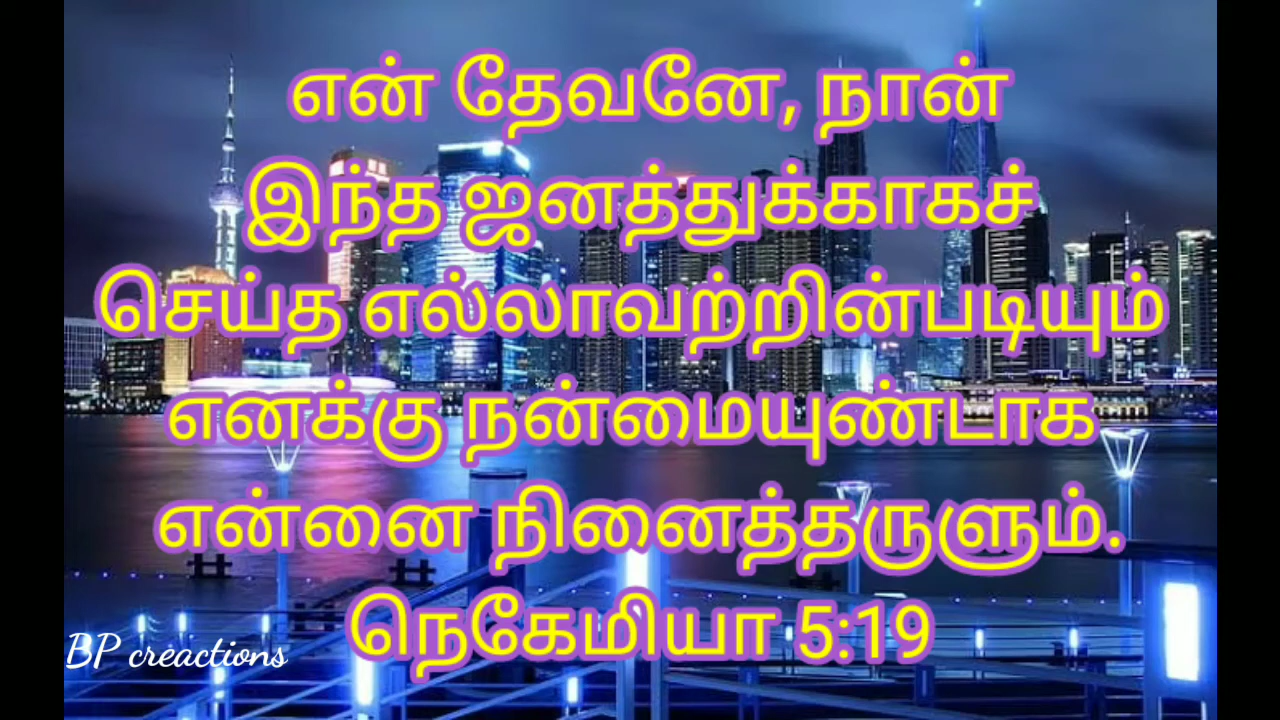 என் தேவனே, நான்
இந்த ஜனத்துக்காகச்
செய்த எல்லாவற்றின்படியும்
எனக்கு நன்மையுண்டாக
என்னை நினைத்தருளும்.
நெகேமியா 5:19
BP creactions